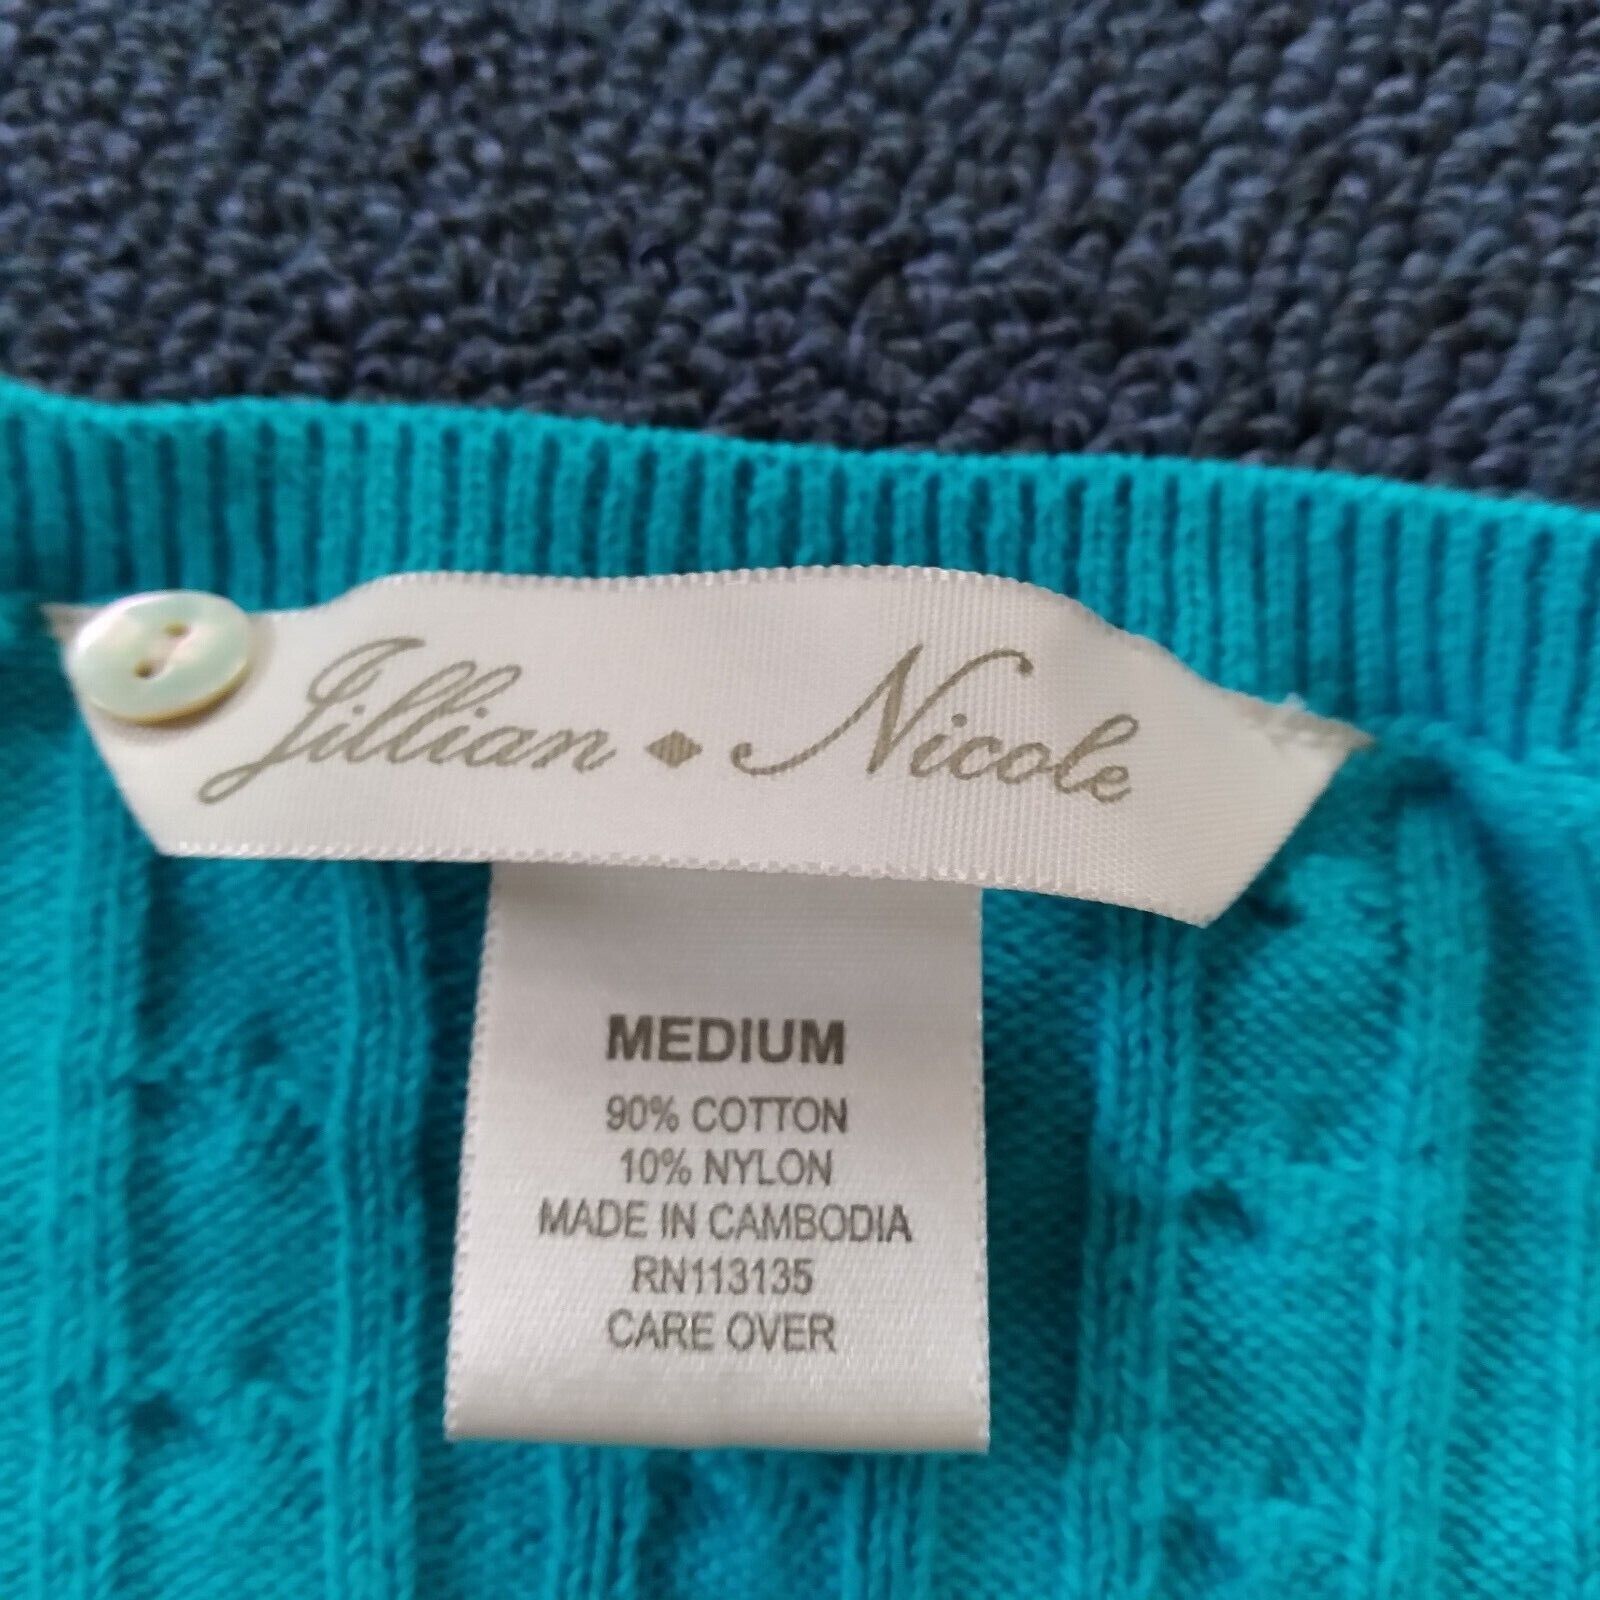 Jillian ◆ Nicole
MEDIUM
90% COTTON
10% NYLON
MADE IN CAMBODIA
RN113135
CARE OVER